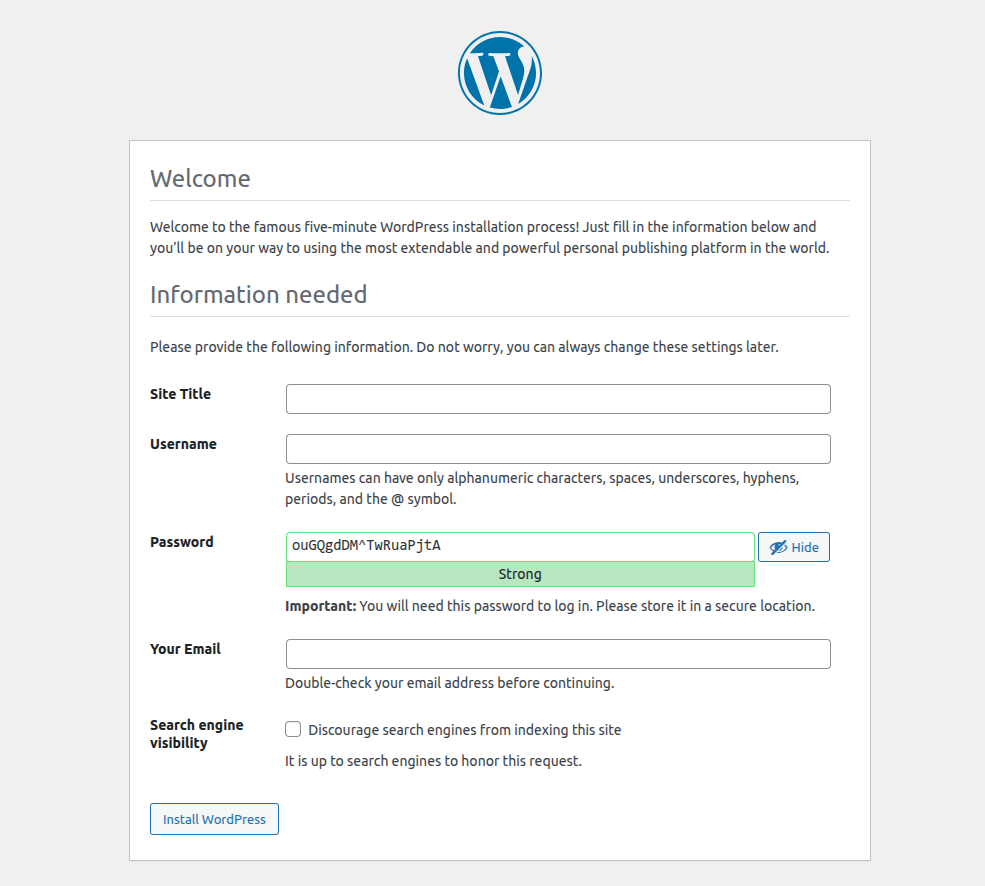 Welcome
Welcome to the famous five-minute WordPress installation process! Just fill in the information below and
you’ll be on your way to using the most extendable and powerful personal publishing platform in the world.
Information needed
Please provide the following information. Do not worry, you can always change these settings later.
Site Title
Username
Usernames can have only alphanumeric characters, spaces, underscores, hyphens,
periods, and the @ symbol.
Password
ouGQgdDM^TwRuaPjtA
Hide
Strong
Important: You will need this password to log in. Please store it in a secure location.
Your Email
Double-check your email address before continuing.
Search engine
visibility
Discourage search engines from indexing this site
It is up to search engines to honor this request.
Install WordPress